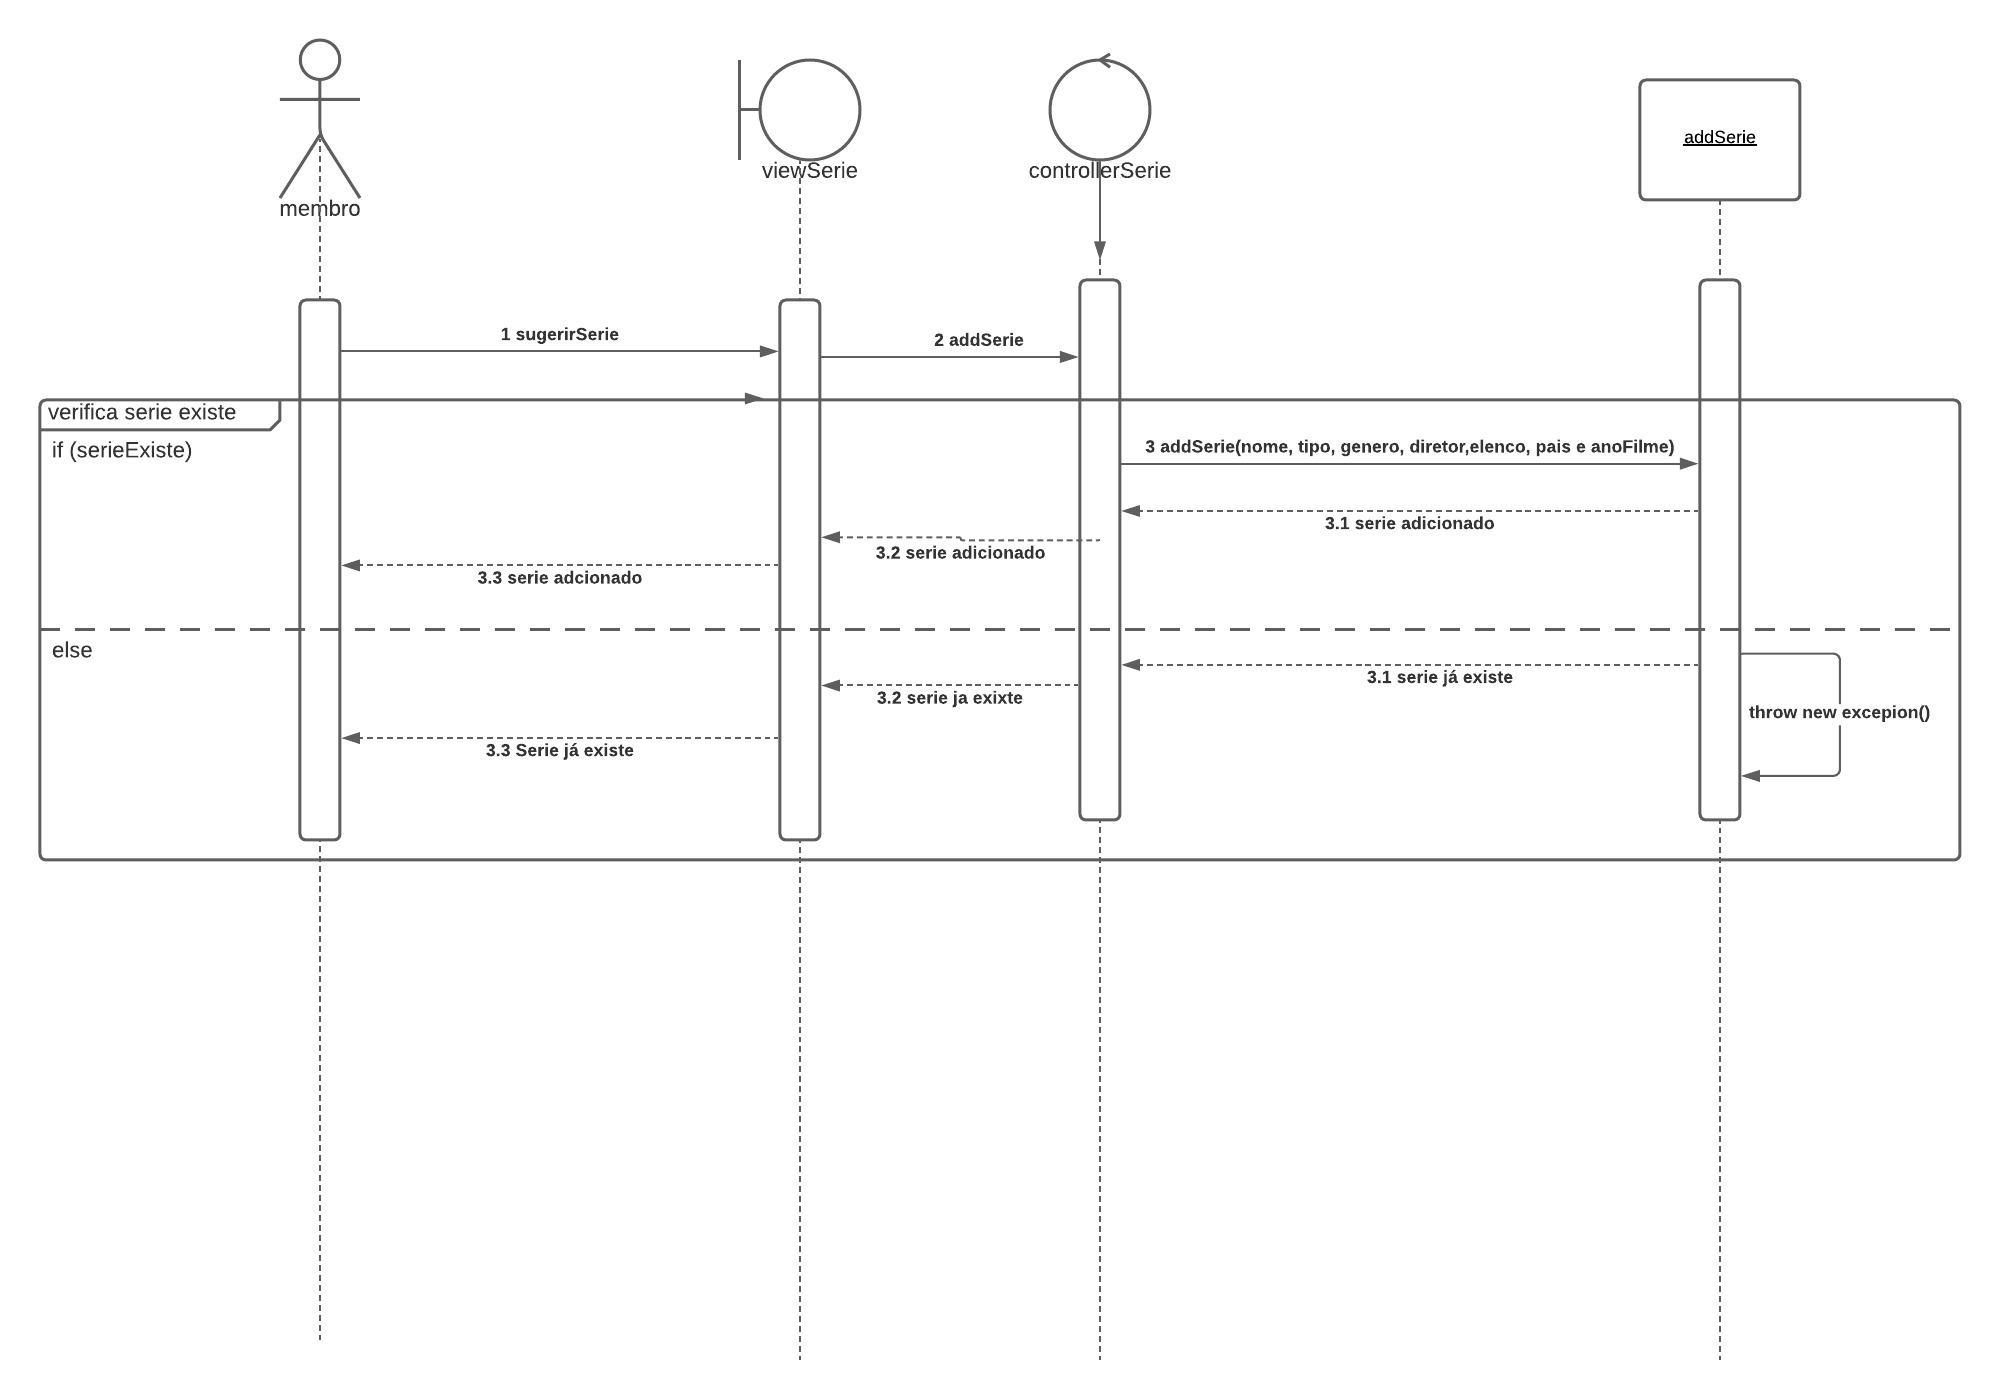 addSerie
viewSerie
controllerSerie
membro
1 sugerirSerie
2 addSerie
verifica serie existe
if (serieExiste)
3 addSerie(nome, tipo, genero, diretor,elenco, pais e anoFilme)
3.1 serie adicionado
3.2 serie adicionado
3.3 serie adcionado
else
3.1 serie já existe
3.2 serie ja exixte
throw new excepion()
3.3 Serie já existe